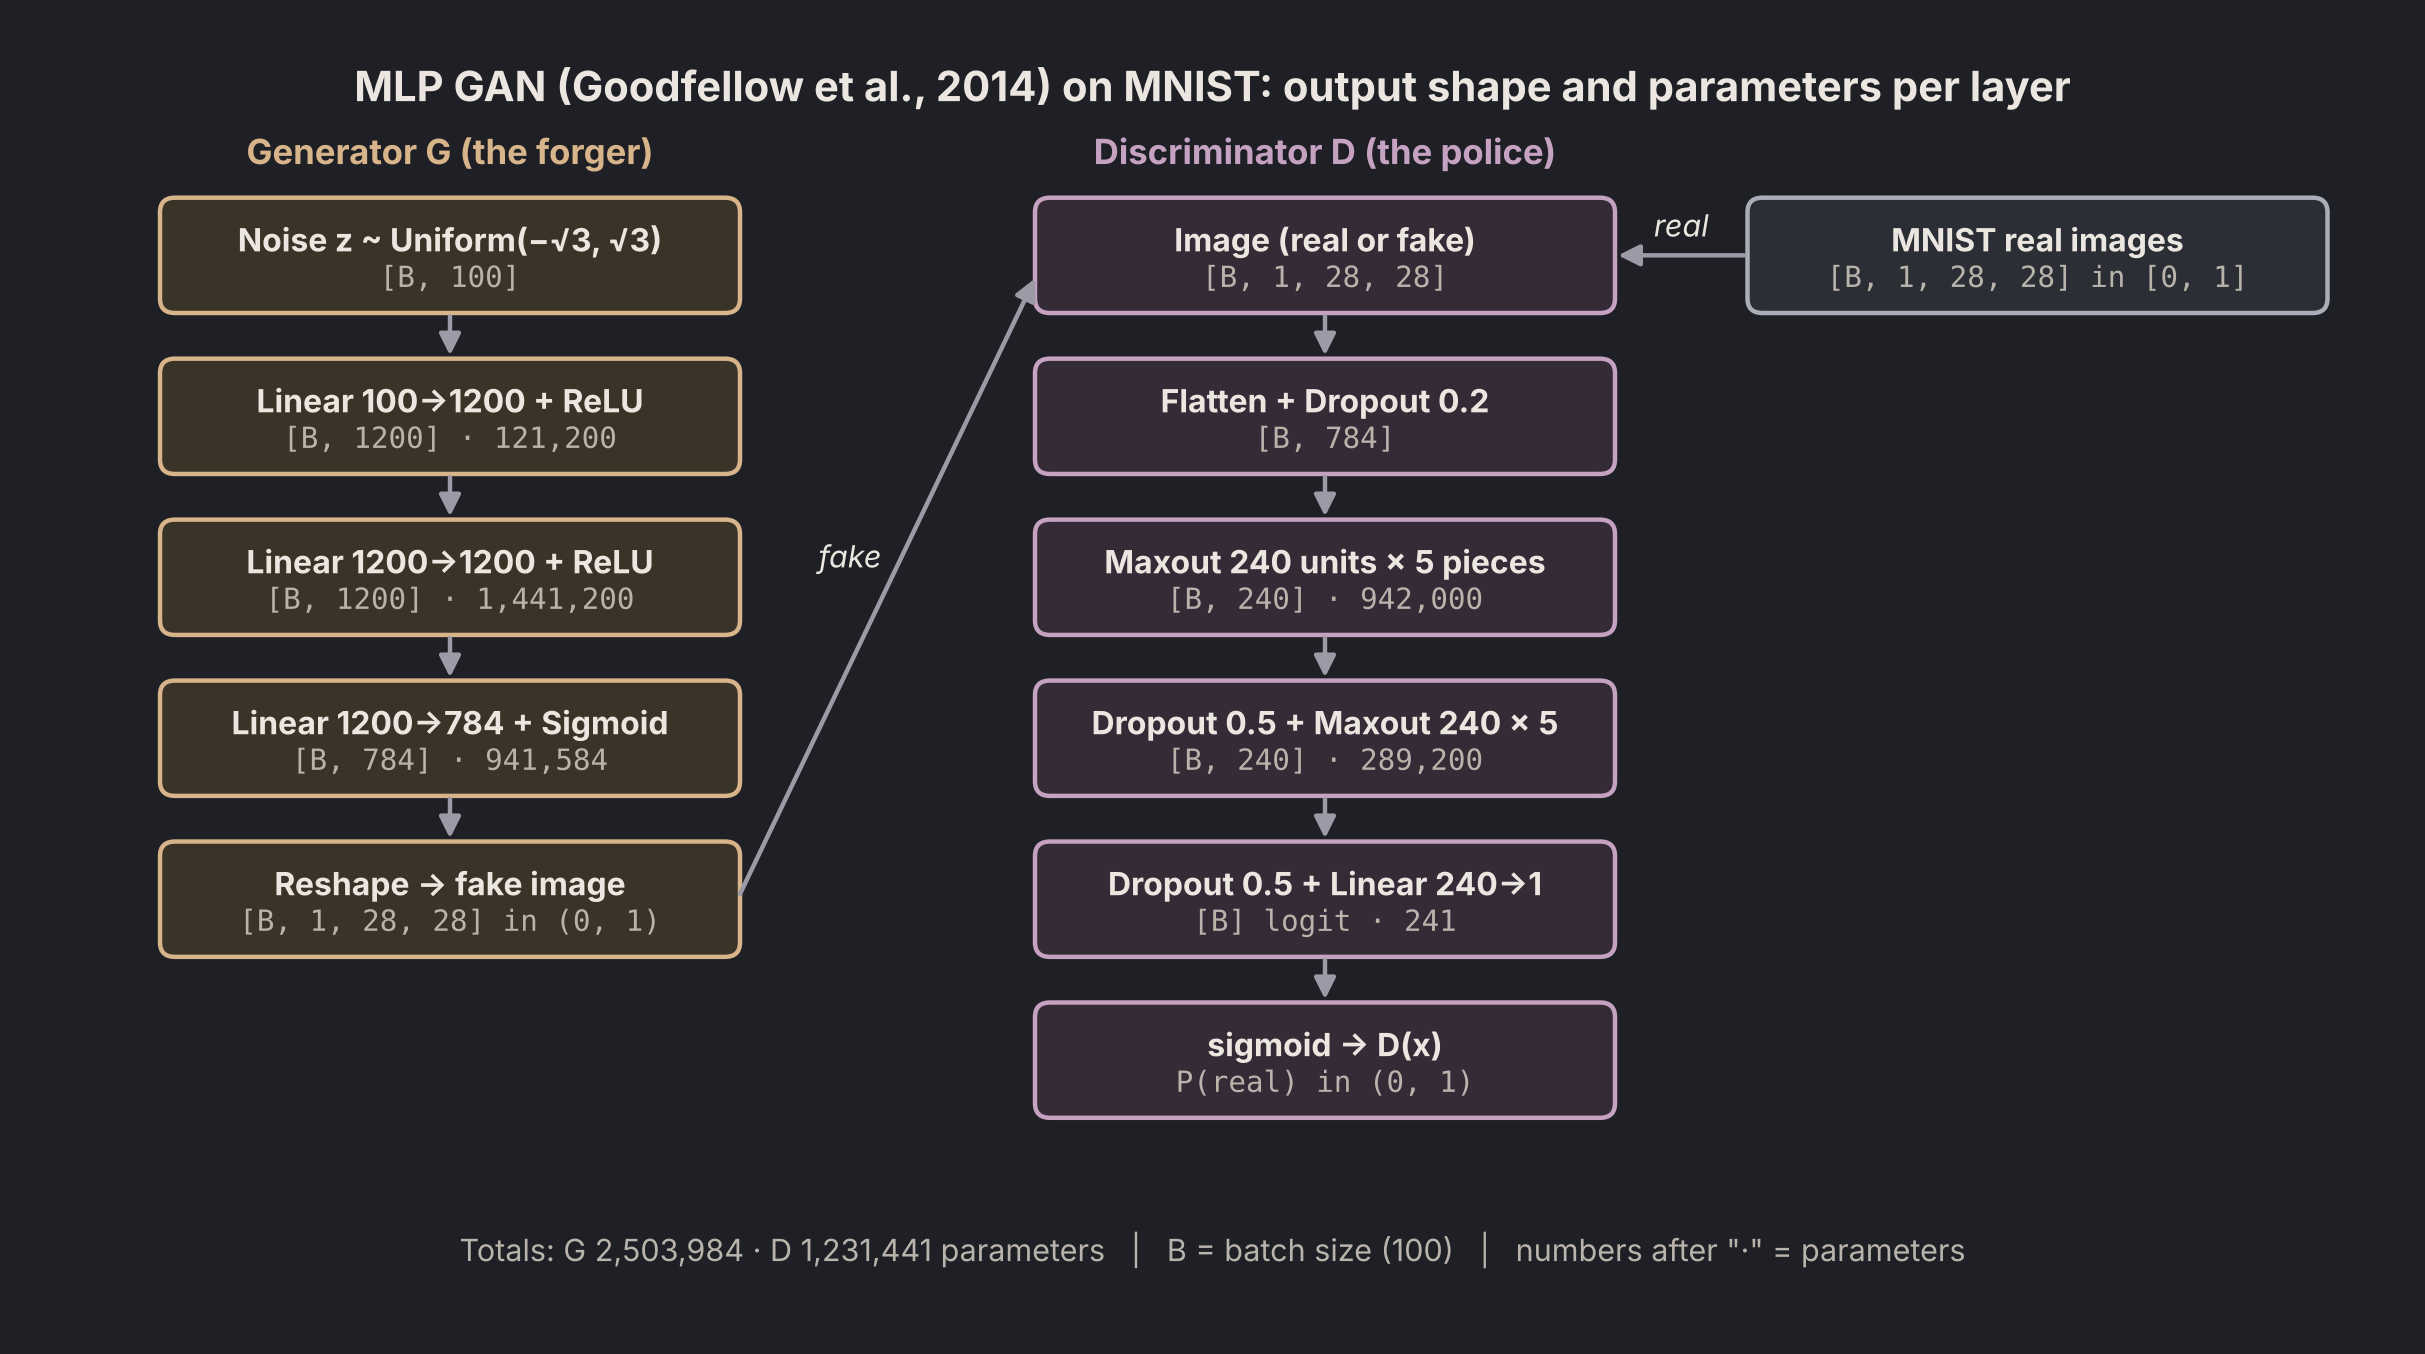 MLP GAN (Goodfellow et al., 2014) on MNIST: output shape and parameters per layer
Generator G (the forger)
Noise z ~ Uniform(−√3, √3)
[B, 100]
Linear 100→1200 + ReLU
[B, 1200] · 121,200
Linear 1200→1200 + ReLU
[B, 1200] · 1,441,200
Linear 1200→784 + Sigmoid
[B, 784] · 941,584
Reshape → fake image
[B, 1, 28, 28] in (0, 1)
fake
Discriminator D (the police)
Image (real or fake)
[B, 1, 28, 28]
real
MNIST real images
[B, 1, 28, 28] in [0, 1]
Flatten + Dropout 0.2
[B, 784]
Maxout 240 units × 5 pieces
[B, 240] · 942,000
Dropout 0.5 + Maxout 240 × 5
[B, 240] · 289,200
Dropout 0.5 + Linear 240→1
[B] logit · 241
sigmoid → D(x)
P(real) in (0, 1)
Totals: G 2,503,984 · D 1,231,441 parameters | B = batch size (100) | numbers after "·" = parameters